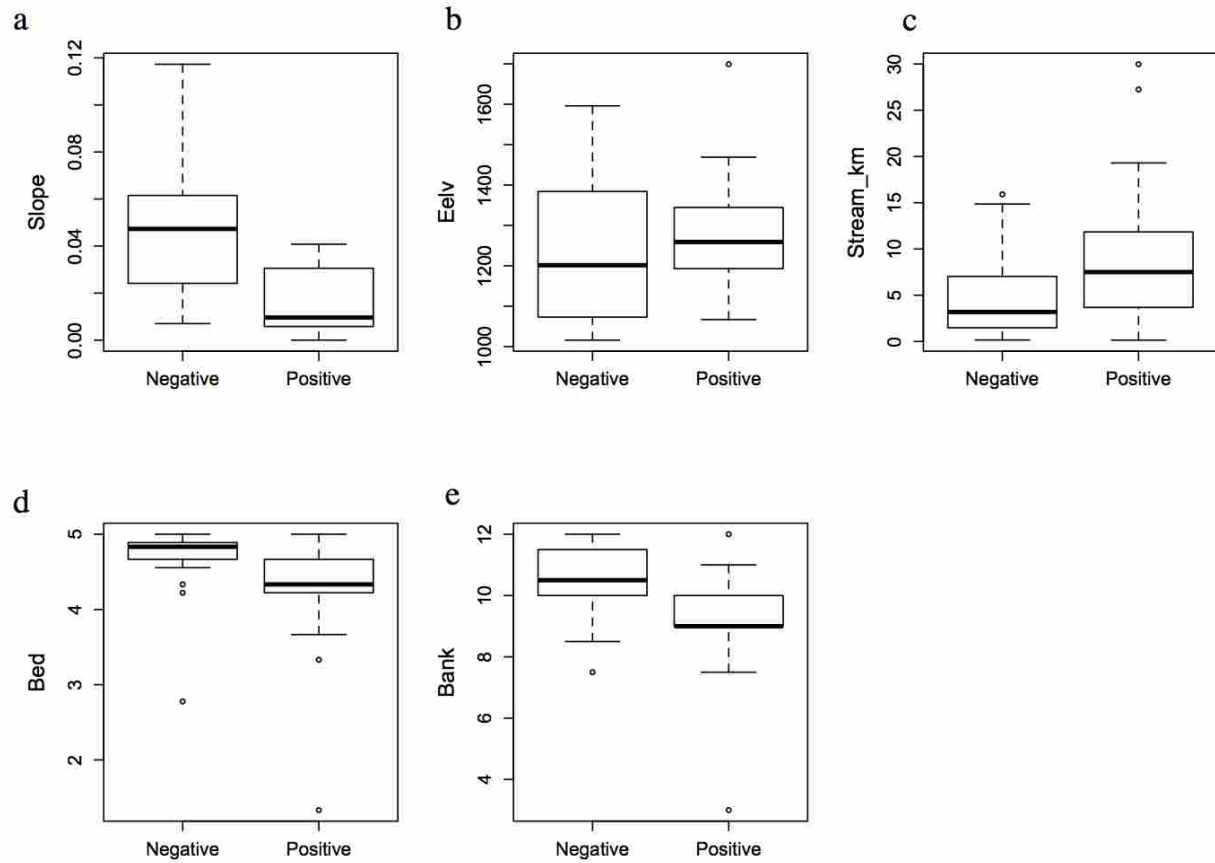 a
b
c
Slope
0.12
0.08
0.04
0.00
Negative
Positive
Eelv
1600
1400
1200
1000
Negative
Positive
Stream_km
30
25
20
15
10
5
0
Negative
Positive
d
e
Bed
5
4
3
2
Negative
Positive
Bank
12
10
8
6
4
Negative
Positive